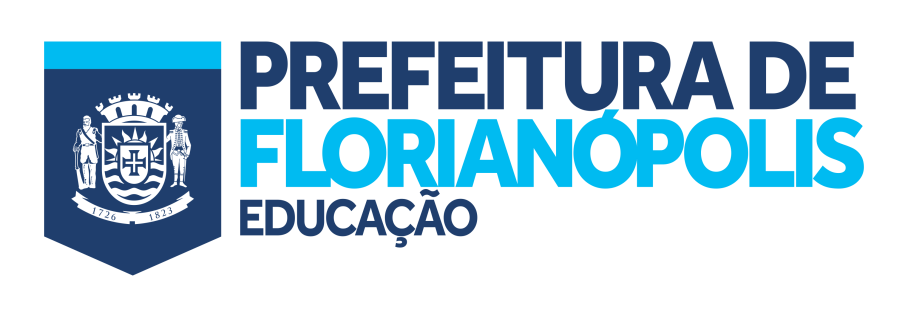 PREFEITURA DE
FLORIANÓPOLIS
EDUCAÇÃO
1726 1823